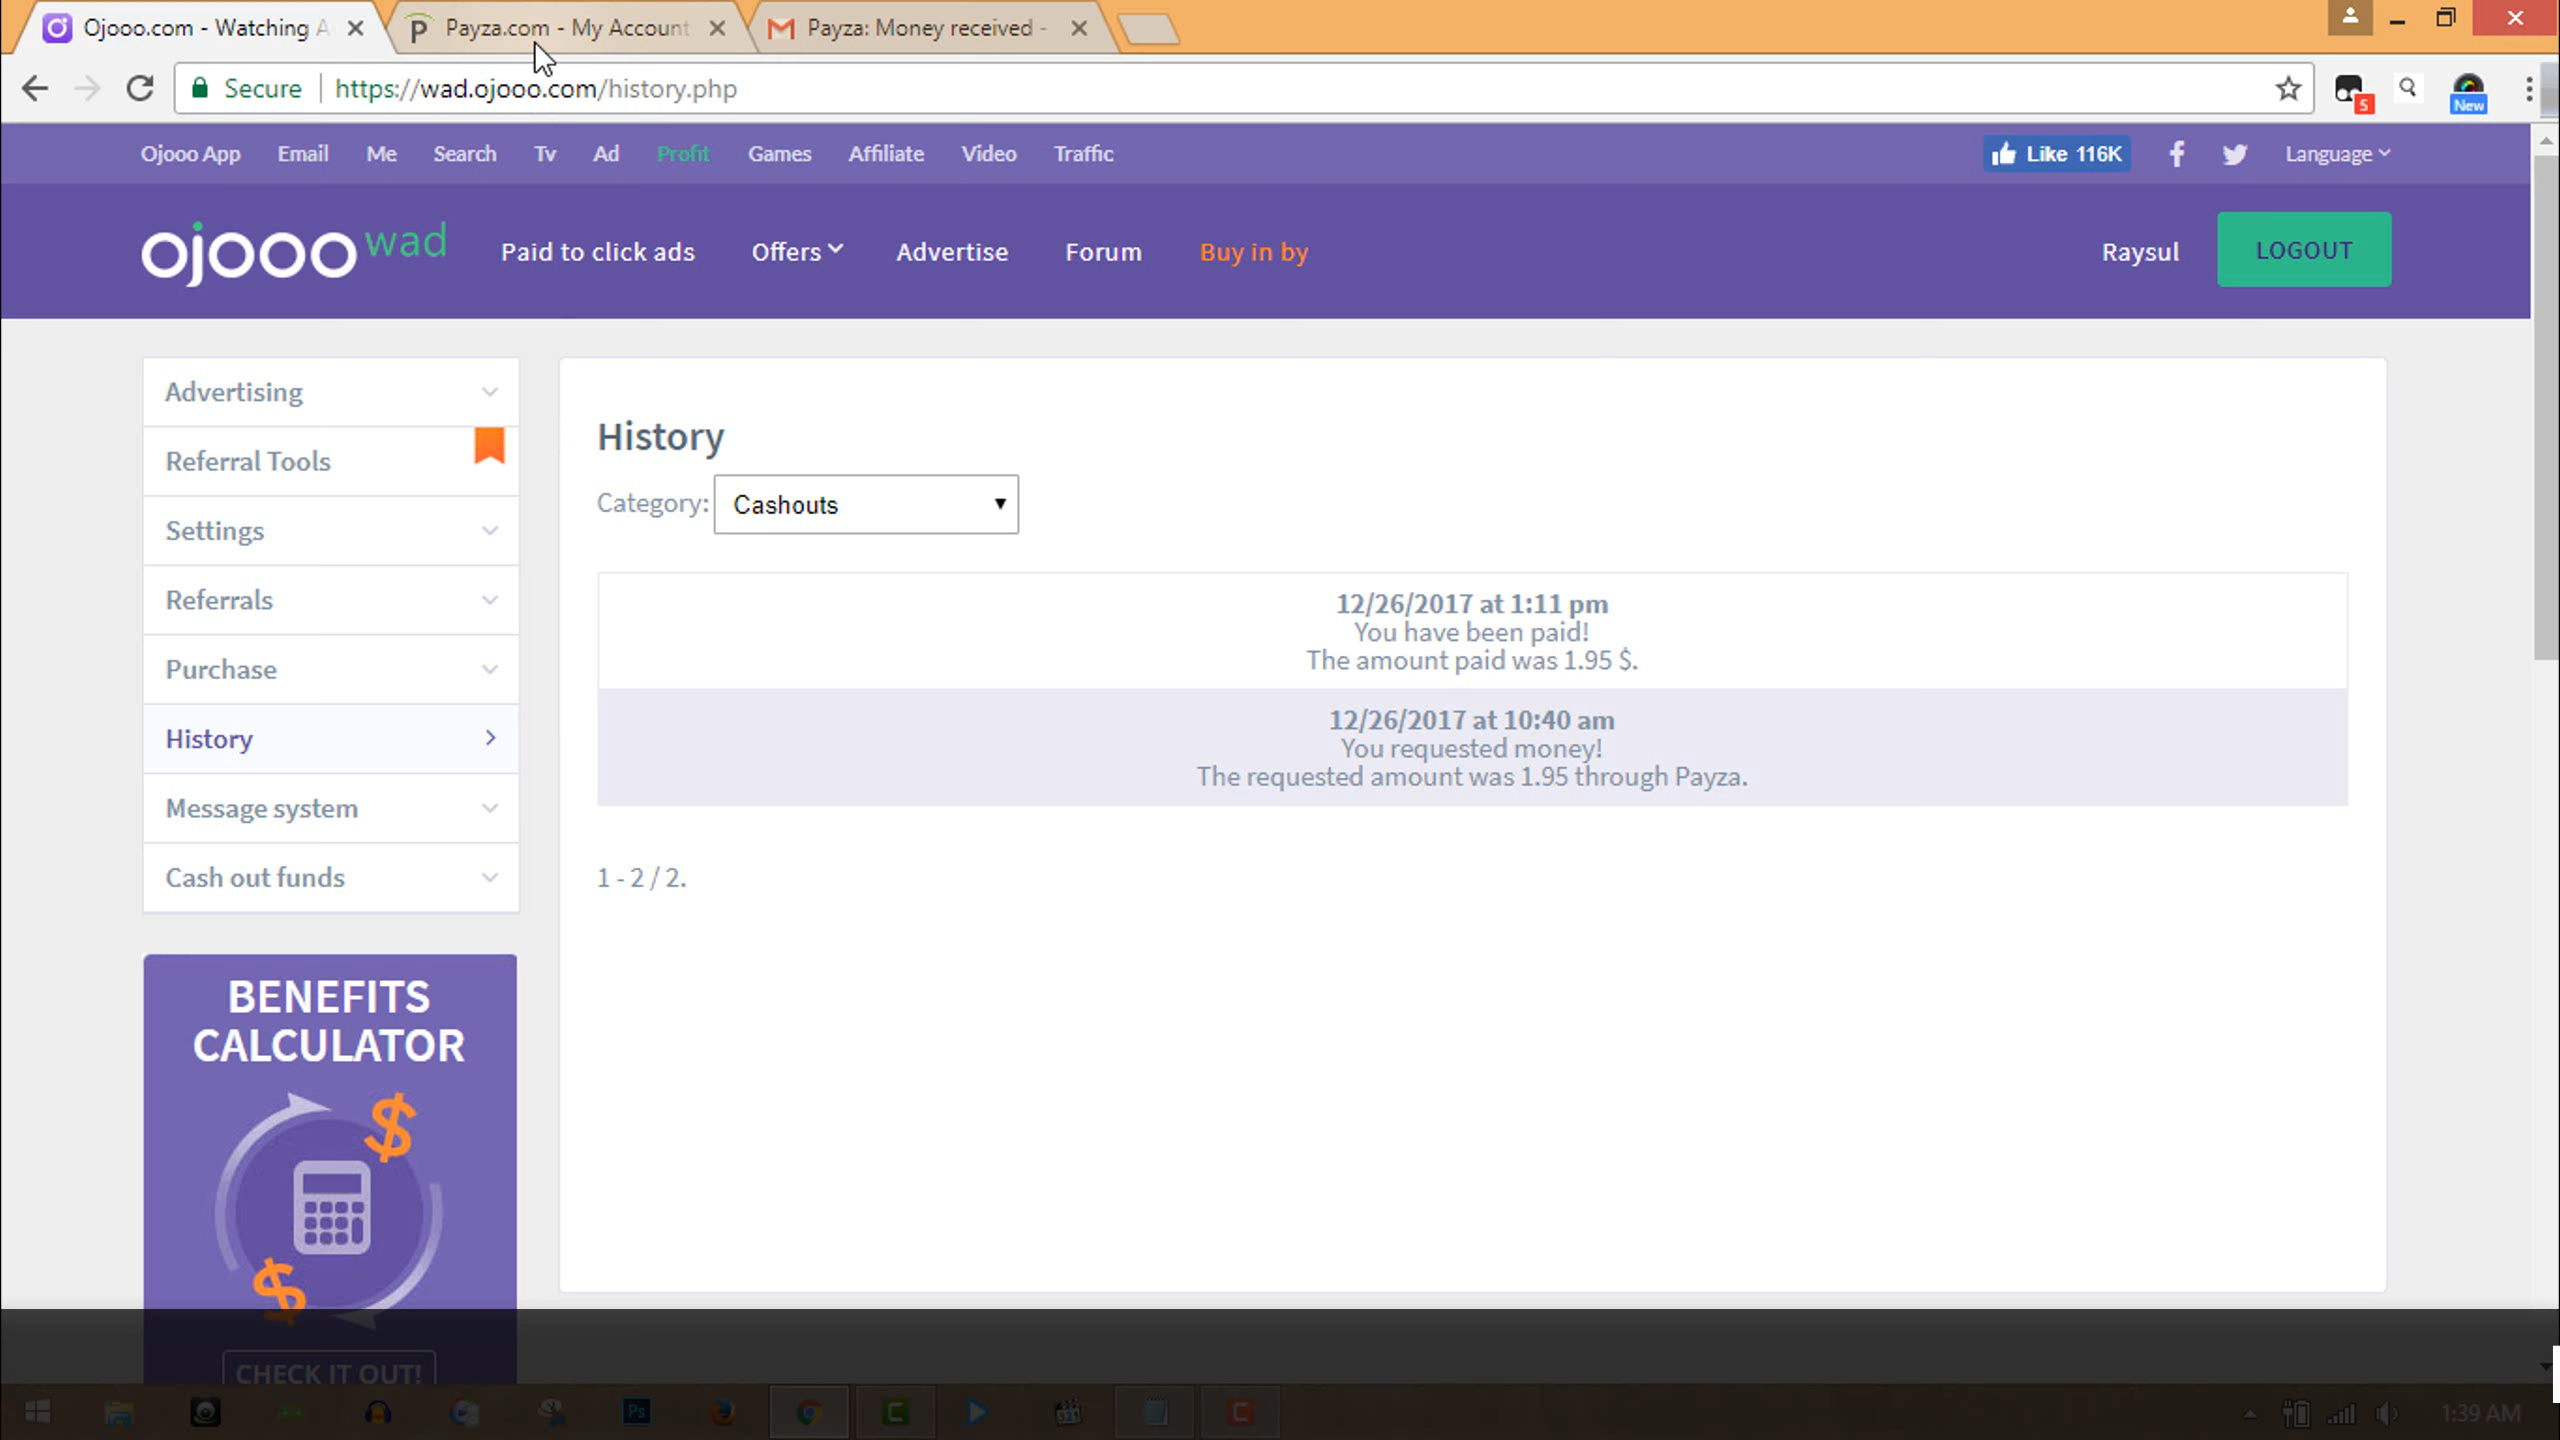 Ojooo.com - Watching A
Payza.com - My Account
Payza: Money received -
Secure
https://wad.ojooo.com/history.php
S
New
Ojooo App
Email
Me
Search
Tv
Ad
Profit
Games
Affiliate
Video
Traffic
Like 116K
Language
ojooo wad
Paid to click ads
Offers
Advertise
Forum
Buy in by
Raysul
LOGOUT
Advertising
Referral Tools
Settings
Referrals
Purchase
History
Message system
Cash out funds
History
Category:
Cashouts
12/26/2017 at 1:11 pm
You have been paid!
The amount paid was 1.95 $.
12/26/2017 at 10:40 am
You requested money!
The requested amount was 1.95 through Payza.
1 - 2 / 2.
BENEFITS
CALCULATOR
$
$
CHECK IT OUT!
Ps
1:39 AM